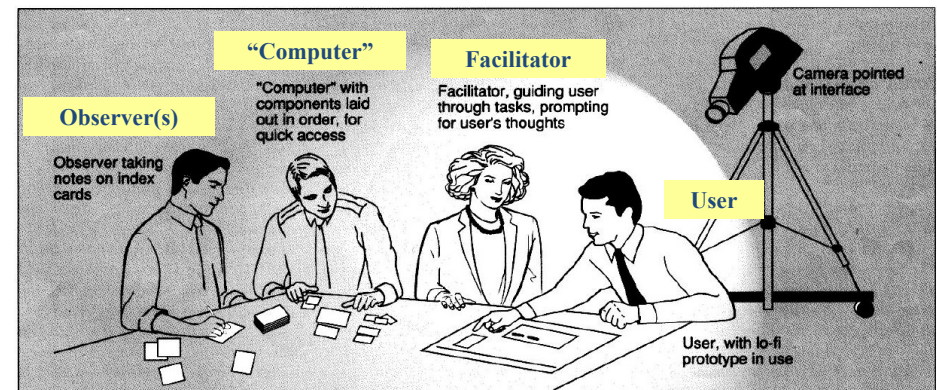 “Computer”
"Computer" with
components laid
out in order, for
quick access
Facilitator
Facilitator, guiding user
through tasks, prompting
for user's thoughts
Camera pointed
at interface
Observer(s)
Observer taking
notes on index
cards
User
User, with lo-fi
prototype in use